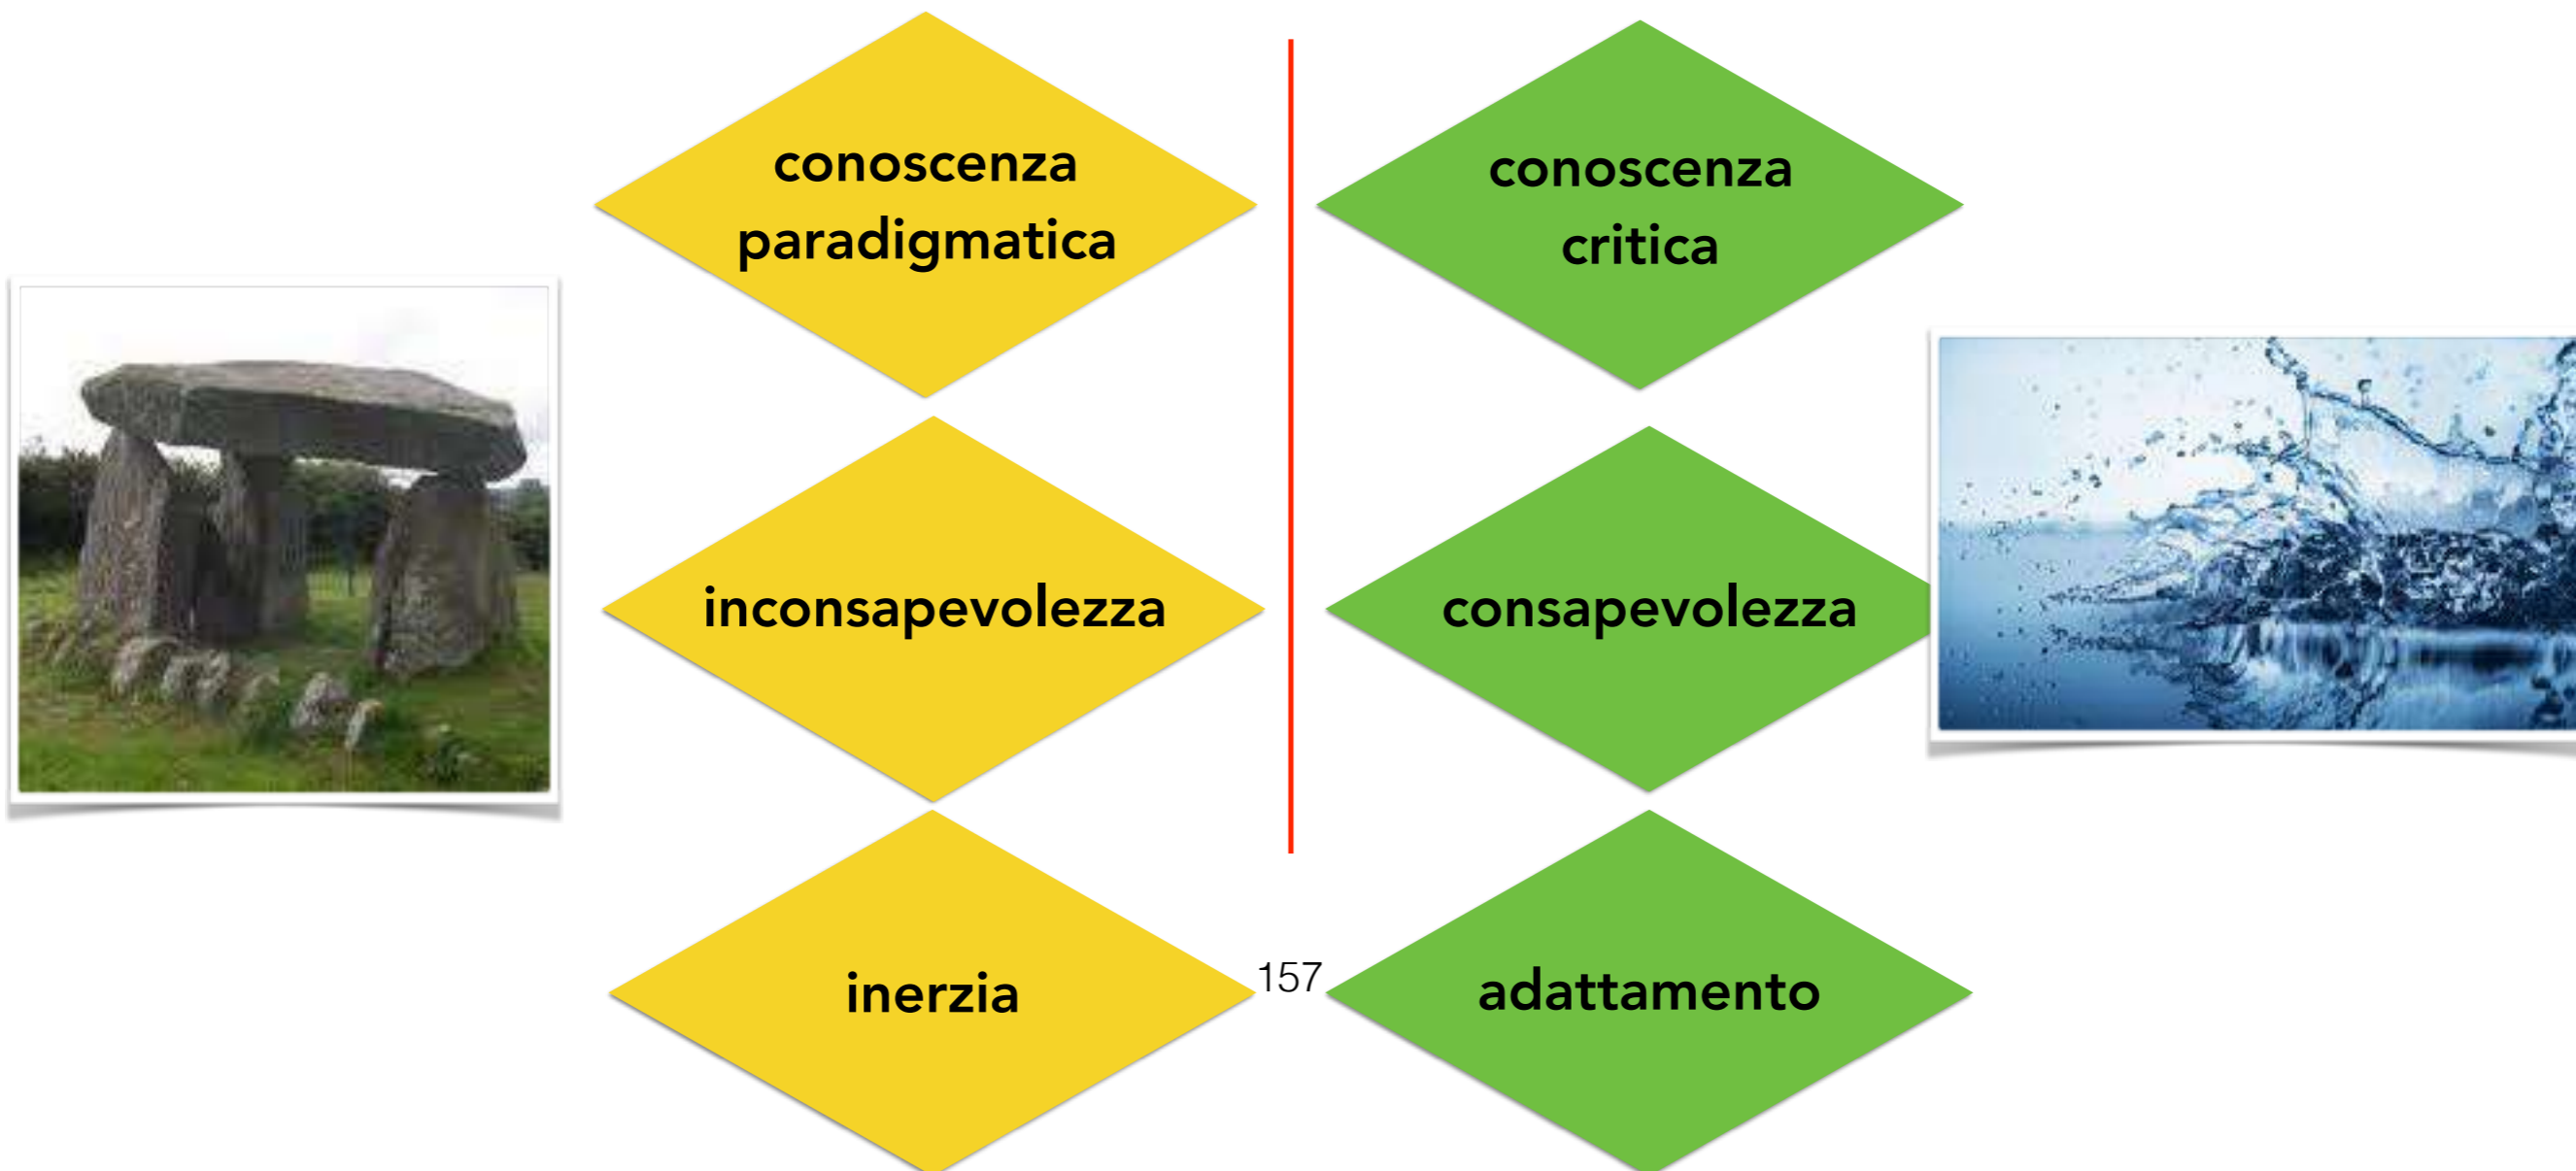 conoscenza
paradigmatica
conoscenza
critica
inconsapevolezza
consapevolezza
inerzia
157
adattamento